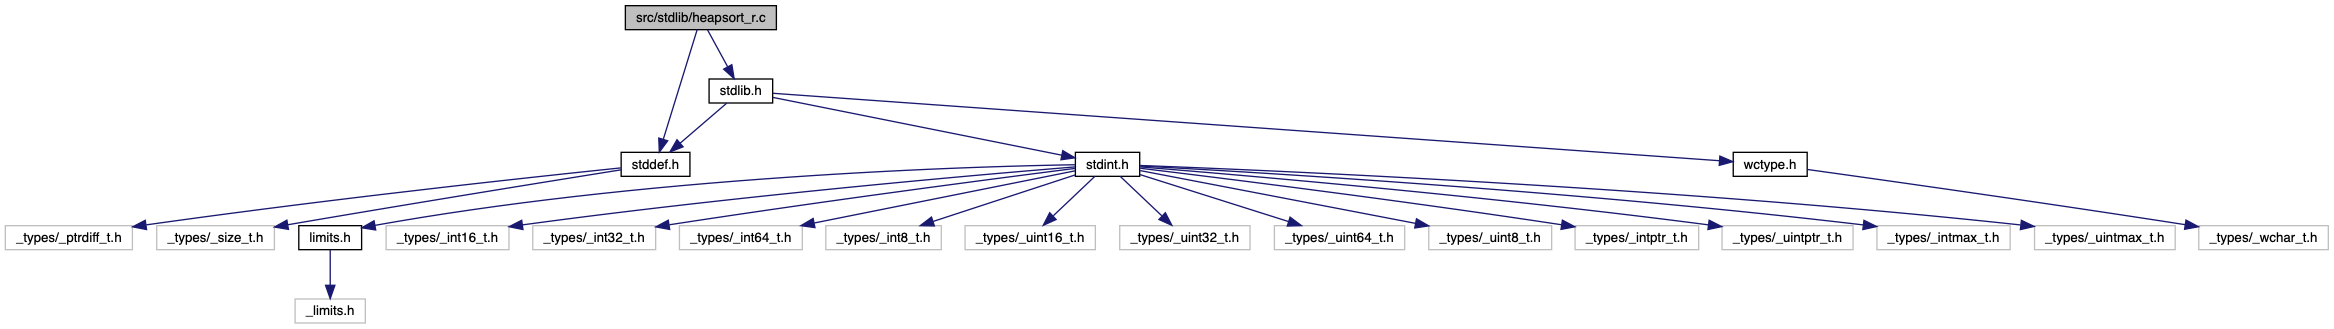 src/stdlib/heapsort_r.c
stdlib.h
stddef.h
stdint.h
wctype.h
_types/_ptrdiff_t.h
_types/_size_t.h
limits.h
_types/_int16_t.h
_types/_int32_t.h
_types/_int64_t.h
_types/_int8_t.h
_types/_uint16_t.h
_types/_uint32_t.h
_types/_uint64_t.h
_types/_uint8_t.h
_types/_intptr_t.h
_types/_uintptr_t.h
_types/_intmax_t.h
_types/_uintmax_t.h
_types/_wchar_t.h
_limits.h